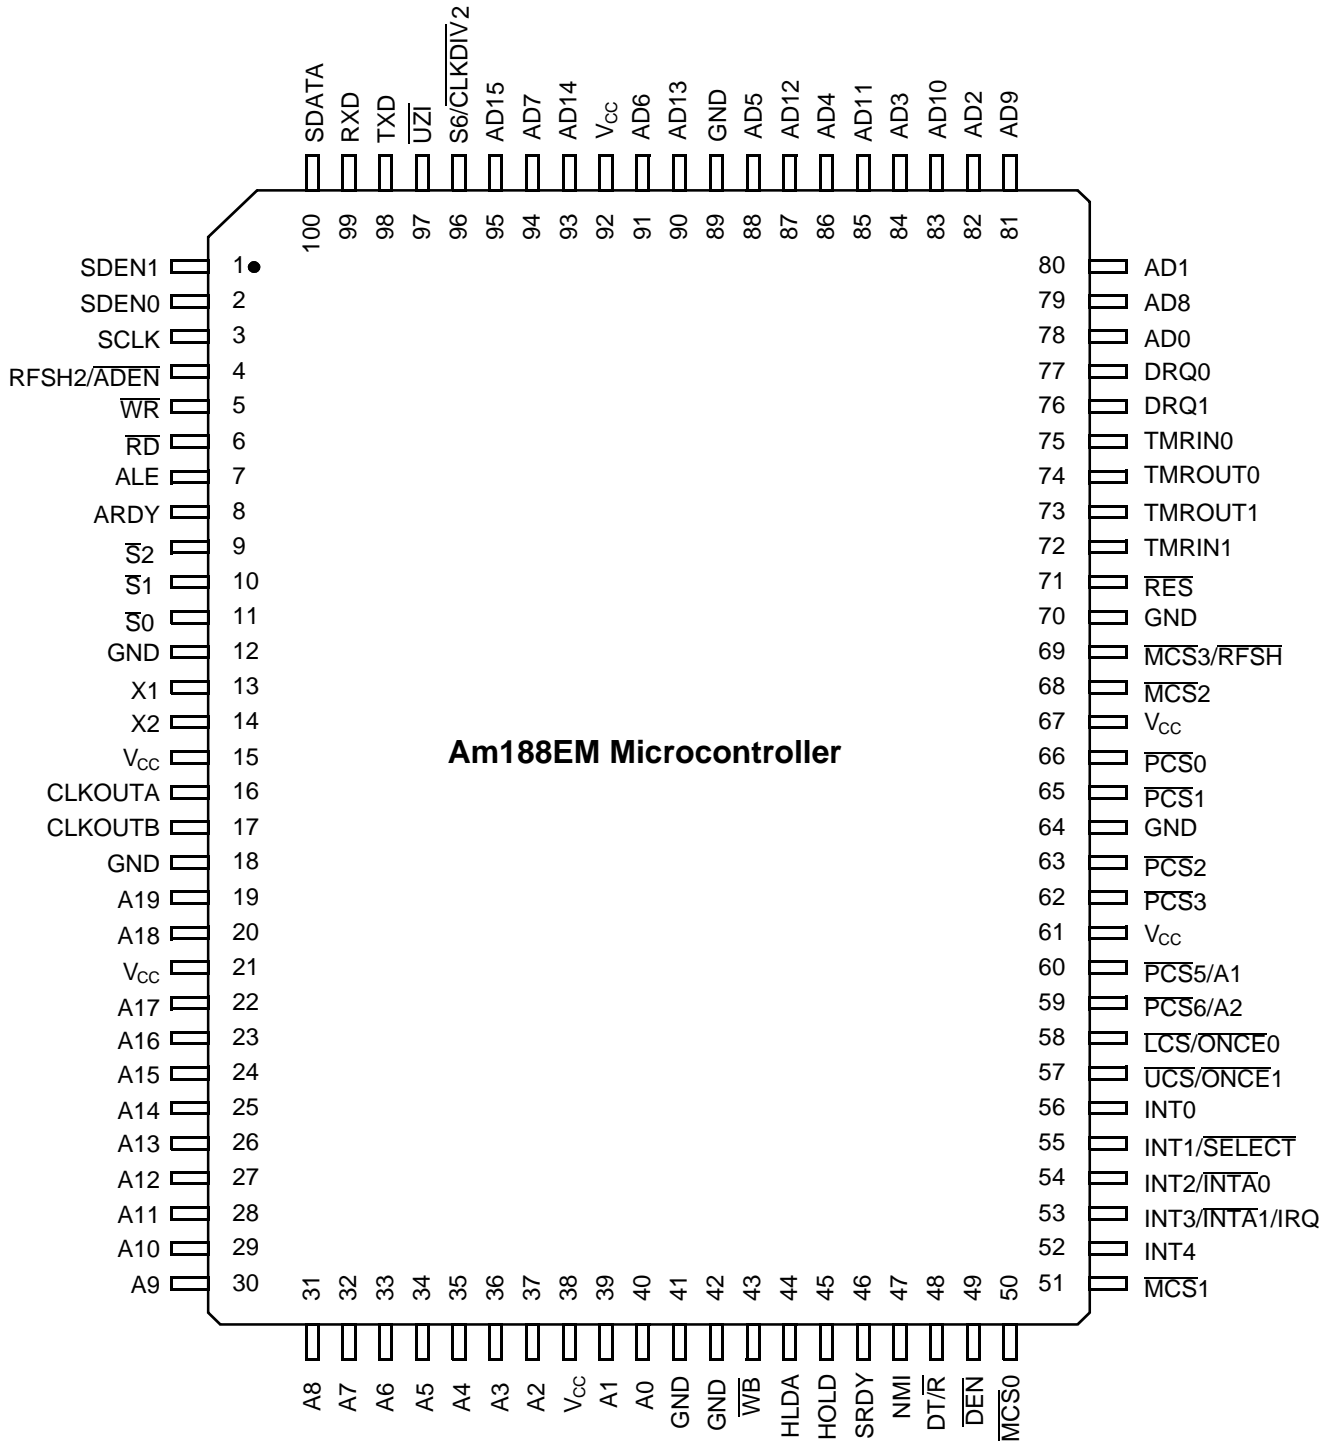 SDATA RXD TXD UZI S6/CLKDIV2 AD15 AD7 AD14 VCC AD6 AD13 GND AD5 AD12 AD4 AD11 AD3 AD10 AD2 AD9
100 99 98 97 96 95 94 93 92 91 90 89 88 87 86 85 84 83 82 81
SDEN1 1 80 AD1
SDEN0 2 79 AD8
SCLK 3 78 AD0
RFSH2/ADEN 4 77 DRQ0
WR 5 76 DRQ1
RD 6 75 TMRIN0
ALE 7 74 TMROUT0
ARDY 8 73 TMROUT1
S2 9 72 TMRIN1
S1 10 71 RES
S0 11 70 GND
GND 12 69 MCS3/RFSH
X1 13 68 MCS2
X2 14 67 VCC
VCC 15 66 PCS0
Am188EM Microcontroller
CLKOUTA 16 65 PCS1
CLKOUTB 17 64 GND
GND 18 63 PCS2
A19 19 62 PCS3
A18 20 61 VCC
VCC 21 60 PCS5/A1
A17 22 59 PCS6/A2
A16 23 58 LCS/ONCE0
A15 24 57 UCS/ONCE1
A14 25 56 INT0
A13 26 55 INT1/SELECT
A12 27 54 INT2/INTA0
A11 28 53 INT3/INTA1/IRQ
A10 29 52 INT4
A9 30 51 MCS1
31 32 33 34 35 36 37 38 39 40 41 42 43 44 45 46 47 48 49 50
A8 A7 A6 A5 A4 A3 A2 VCC A1 A0 GND GND WB HLDA HOLD SRDY NMI DT/R DEN MCS0